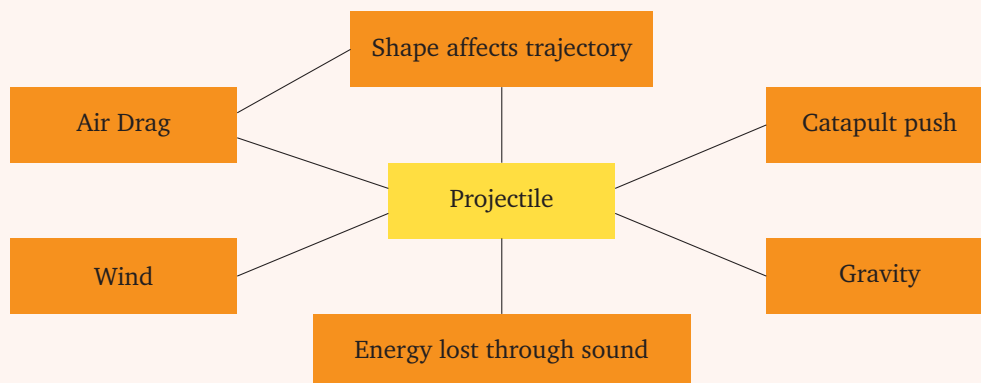 Shape affects trajectory
Air Drag
Catapult push
Projectile
Wind
Gravity
Energy lost through sound